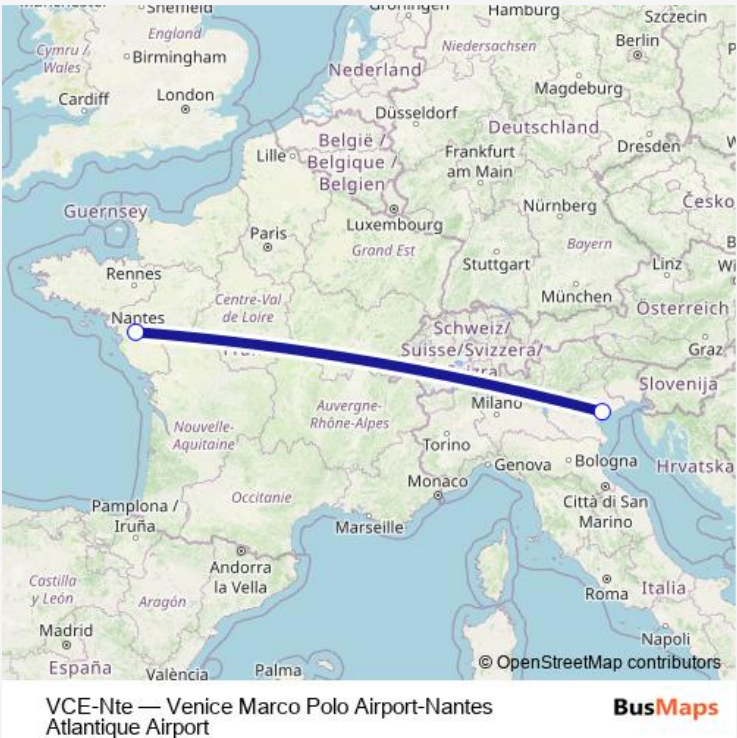 Sheffield
Groningen
Hamburg
Szczecin
England
Berlin
Cymru /
Wales
Birmingham
Niedersachsen
Nederland
Magdeburg
Cardiff
London
Düsseldorf
Deutschland
België /
Belgique /
Belgien
Lille
Frankfurt
am Main
Dresden
Guernsey
Luxembourg
Nürnberg
Česko
Paris
Grand Est
Bayern
Rennes
Stuttgart
Linz
Wi
München
Centre-Val
de Loire
Nantes
Österreich
Schweiz/
Suisse/Svizzera/
Graz
Slovenija
Milano
Auvergne-
Rhône-Alpes
Nouvelle-
Aquitaine
Torino
Genova
Bologna
Hrvatska
Monaco
Occitanie
Città di San
Marino
Pamplona /
Iruña
Marseille
Andorra
la Vella
Castilla
y León
Aragón
Roma
Italia
Madrid
Napoli
España
València
Palma
© OpenStreetMap contributors
VCE-Nte — Venice Marco Polo Airport-Nantes
Atlantique Airport
BusMaps